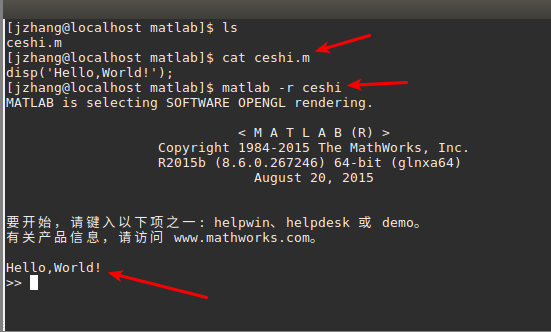 [jzhang@localhost matlab]$ ls
ceshi.m
[jzhang@localhost matlab]$ cat ceshi.m
disp('Hello,World!');
[jzhang@localhost matlab]$ matlab -r ceshi
MATLAB is selecting SOFTWARE OPENGL rendering.
< M A T L A B (R) >
Copyright 1984-2015 The MathWorks, Inc.
R2015b (8.6.0.267246) 64-bit (glnxa64)
August 20, 2015
要开始，请键入以下项之一: helpwin、helpdesk 或 demo。
有关产品信息，请访问 www.mathworks.com。
Hello,World!
>>